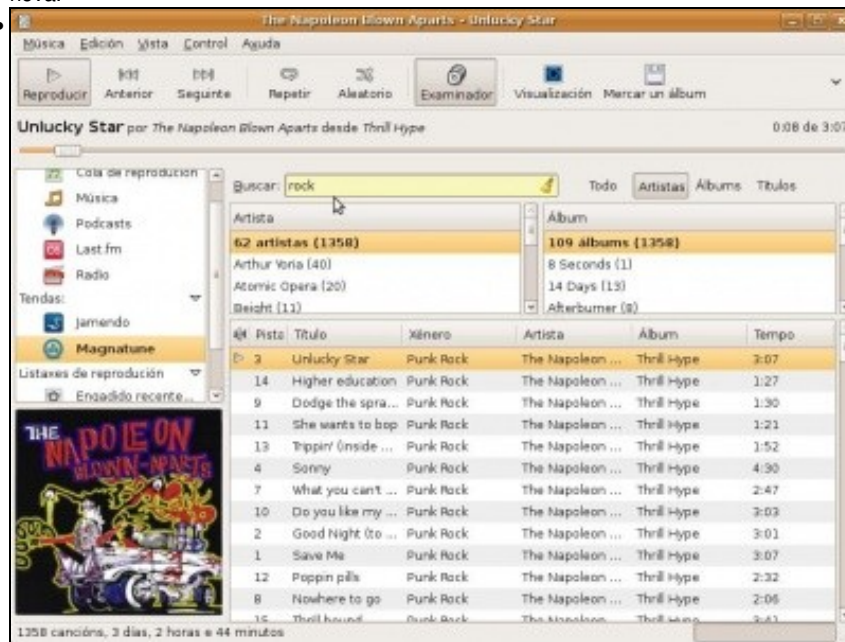 The Napoleon Blown Aparts - Unlucky Star
Música Edición Vista Control Axuda
Reproducir Anterior Seguinte Repetir Aleatorio Examinador Visualización Mercar un álbum
Unlucky Star por The Napoleon Blown Aparts desde Thrill Hype 0:08 de 3:07
Cola de reprodución
Música
Podcasts
Last.fm
Radio
Tendas:
Jamendo
Magnatune
Listaxes de reprodución
Engadido recente...
THE NAPOLEON BLOWN-APARTS
Buscar: rock Todo Artistas Álbums Títulos
Artista
62 artistas (1358)
Arthur Yoria (40)
Atomic Opera (20)
Beight (11)
Álbum
109 álbums (1358)
8 Seconds (1)
14 Days (13)
Afterburner (8)
Pista Título Xénero Artista Álbum Tempo
3 Unlucky Star Punk Rock The Napoleon ... Thrill Hype 3:07
14 Higher education Punk Rock The Napoleon ... Thrill Hype 1:27
9 Dodge the spra... Punk Rock The Napoleon ... Thrill Hype 1:30
11 She wants to bop Punk Rock The Napoleon ... Thrill Hype 1:21
13 Trippin' (inside ... Punk Rock The Napoleon ... Thrill Hype 1:52
4 Sonny Punk Rock The Napoleon ... Thrill Hype 4:30
7 What you can't ... Punk Rock The Napoleon ... Thrill Hype 2:47
10 Do you like my ... Punk Rock The Napoleon ... Thrill Hype 3:03
2 Good Night (to ... Punk Rock The Napoleon ... Thrill Hype 3:01
1 Save Me Punk Rock The Napoleon ... Thrill Hype 3:07
12 Poppin pills Punk Rock The Napoleon ... Thrill Hype 2:32
8 Nowhere to go Punk Rock The Napoleon ... Thrill Hype 2:06
15 Thrill hound Punk Rock The Napoleon ... Thrill Hype 3:41
1358 cancións, 3 días, 2 horas e 44 minutos